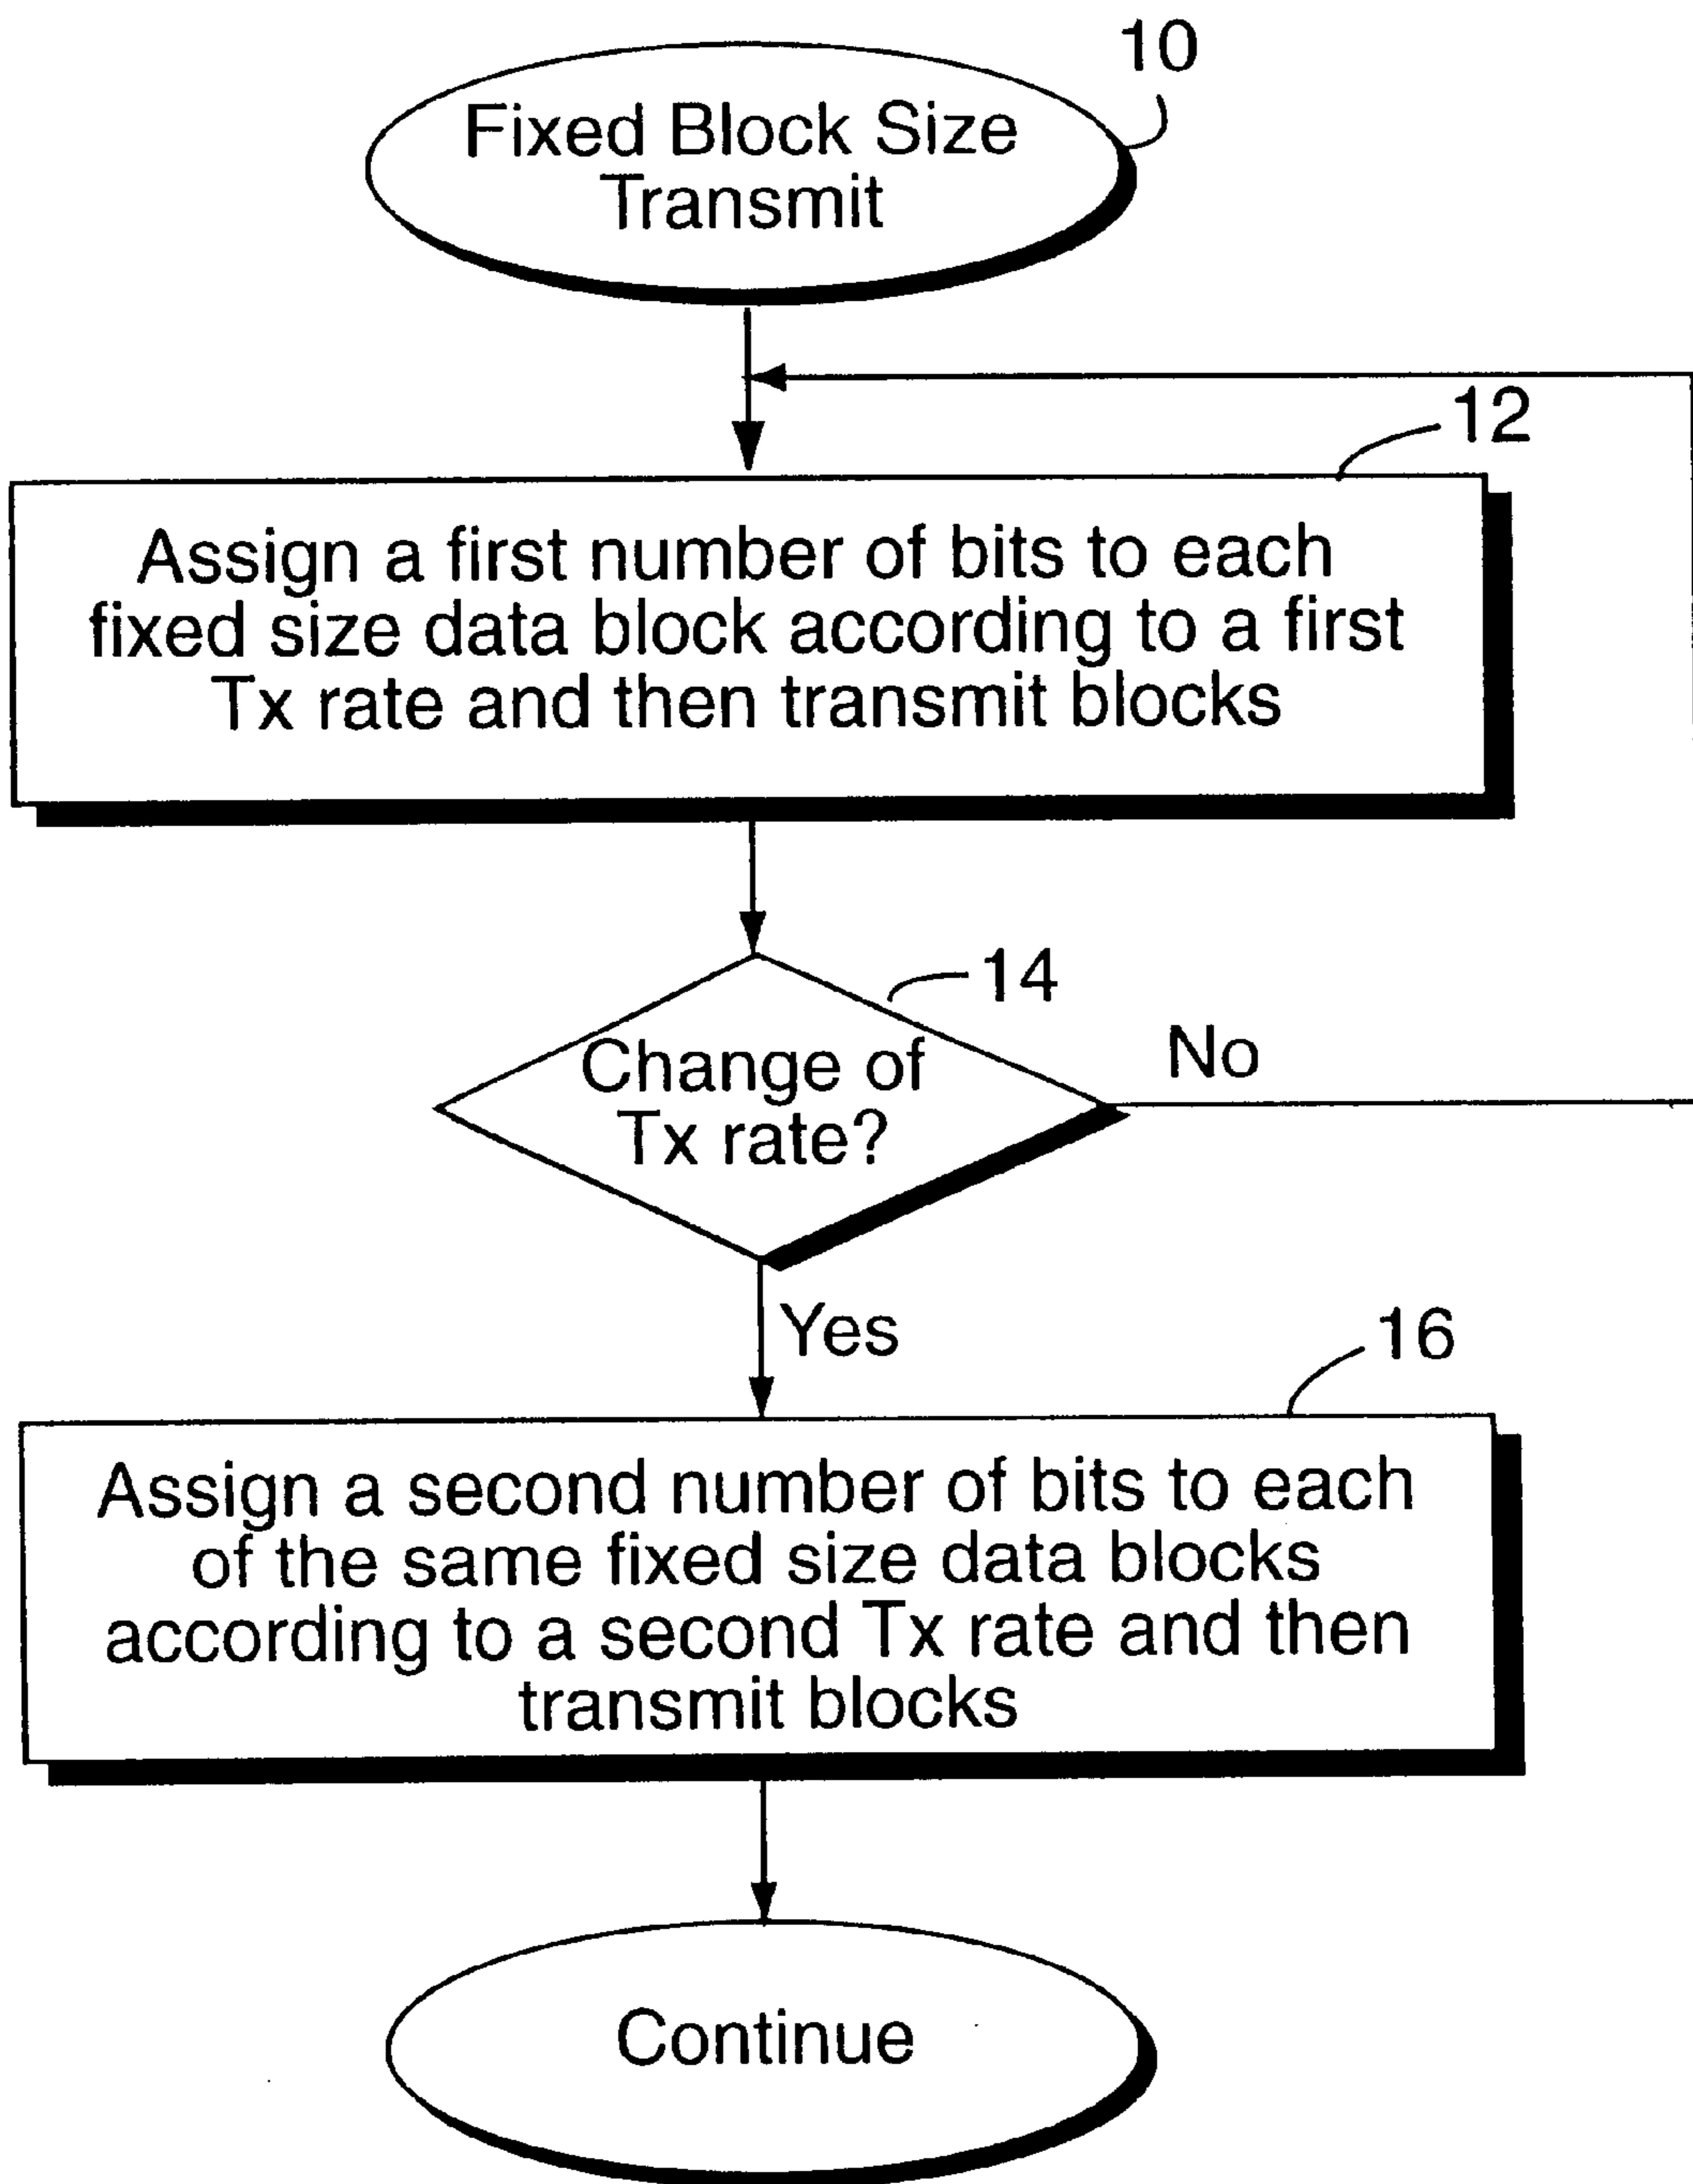 10
Fixed Block Size
Transmit
12
Assign a first number of bits to each
fixed size data block according to a first
Tx rate and then transmit blocks
14
Change of
Tx rate?
No
Yes
16
Assign a second number of bits to each
of the same fixed size data blocks
according to a second Tx rate and then
transmit blocks
Continue